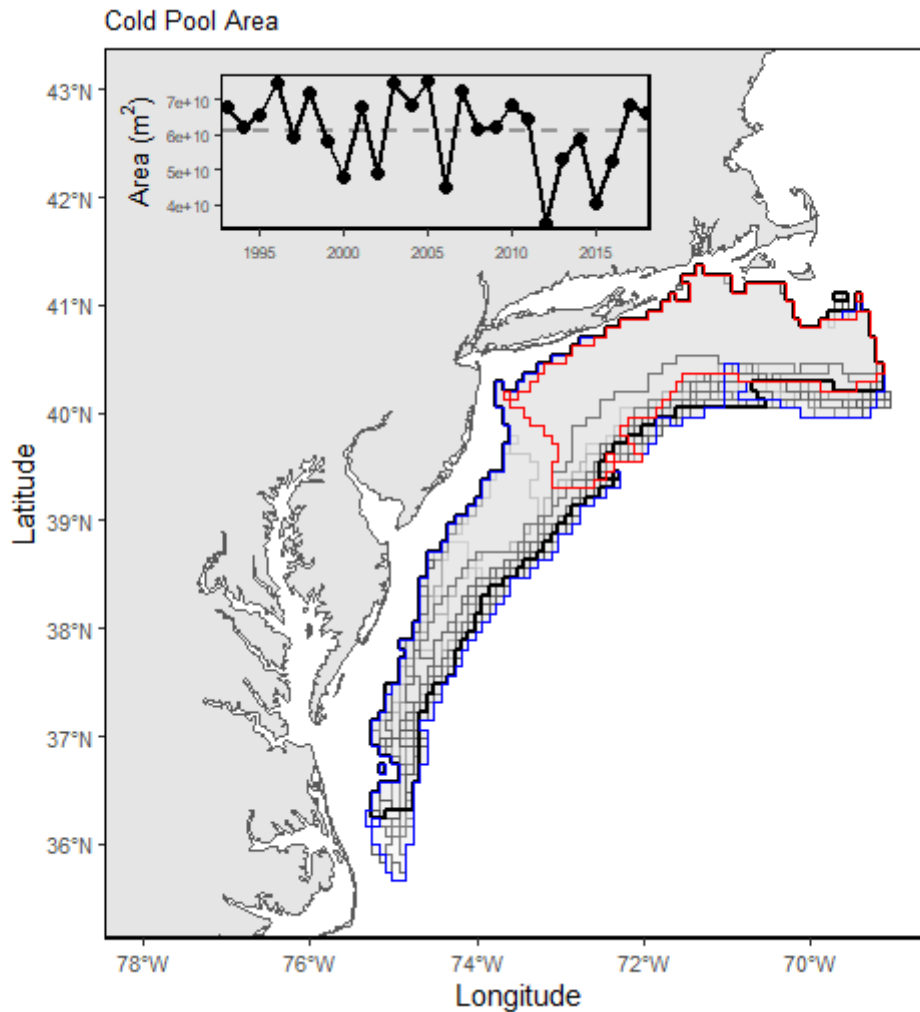 Cold Pool Area
43°N
42°N
41°N
40°N
39°N
38°N
37°N
36°N
Latitude
Area (m²)
7e+10
6e+10
5e+10
4e+10
1995 2000 2005 2010 2015
78°W 76°W 74°W 72°W 70°W
Longitude